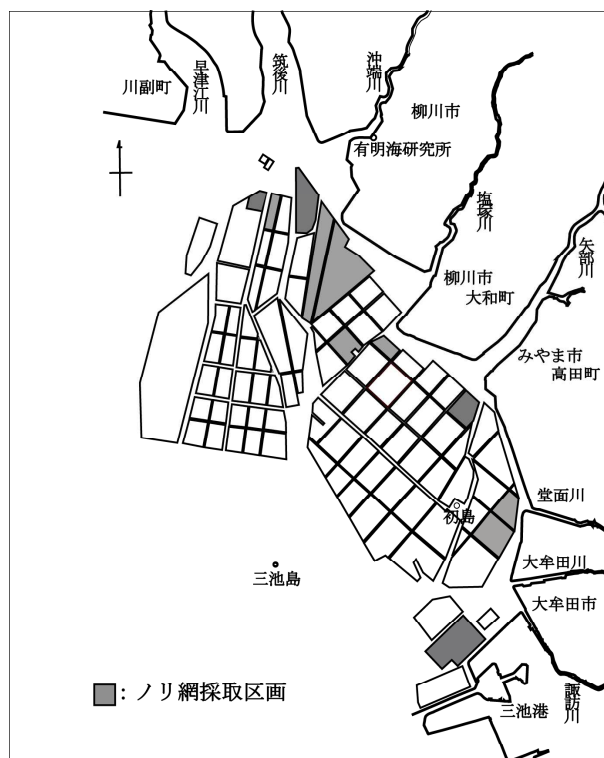 川副町
早津江川
筑後川
沖端川
柳川市
有明海研究所
塩塚川
柳川市
大和町
矢部川
みやま市
高田町
初島
堂面川
大牟田川
三池島
大牟田市
諏訪川
三池港
：ノリ網採取区画